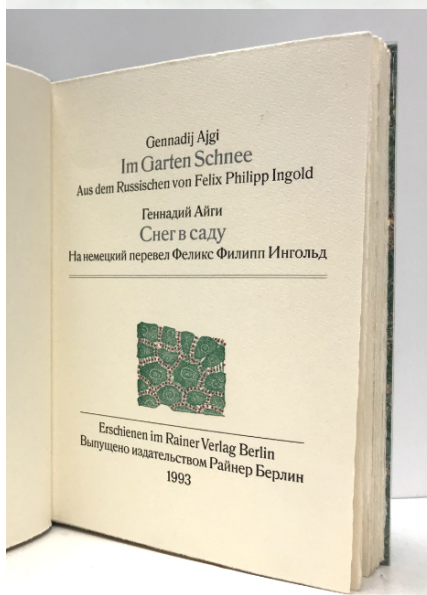 Gennadij Ajgi
Im Garten Schnee
Aus dem Russischen von Felix Philipp Ingold
Геннадий Айги
Снег в саду
На немецкий перевел Феликс Филипп Ингольд
Erschienen im Rainer Verlag Berlin
Выпущено издательством Райнер Берлин
1993